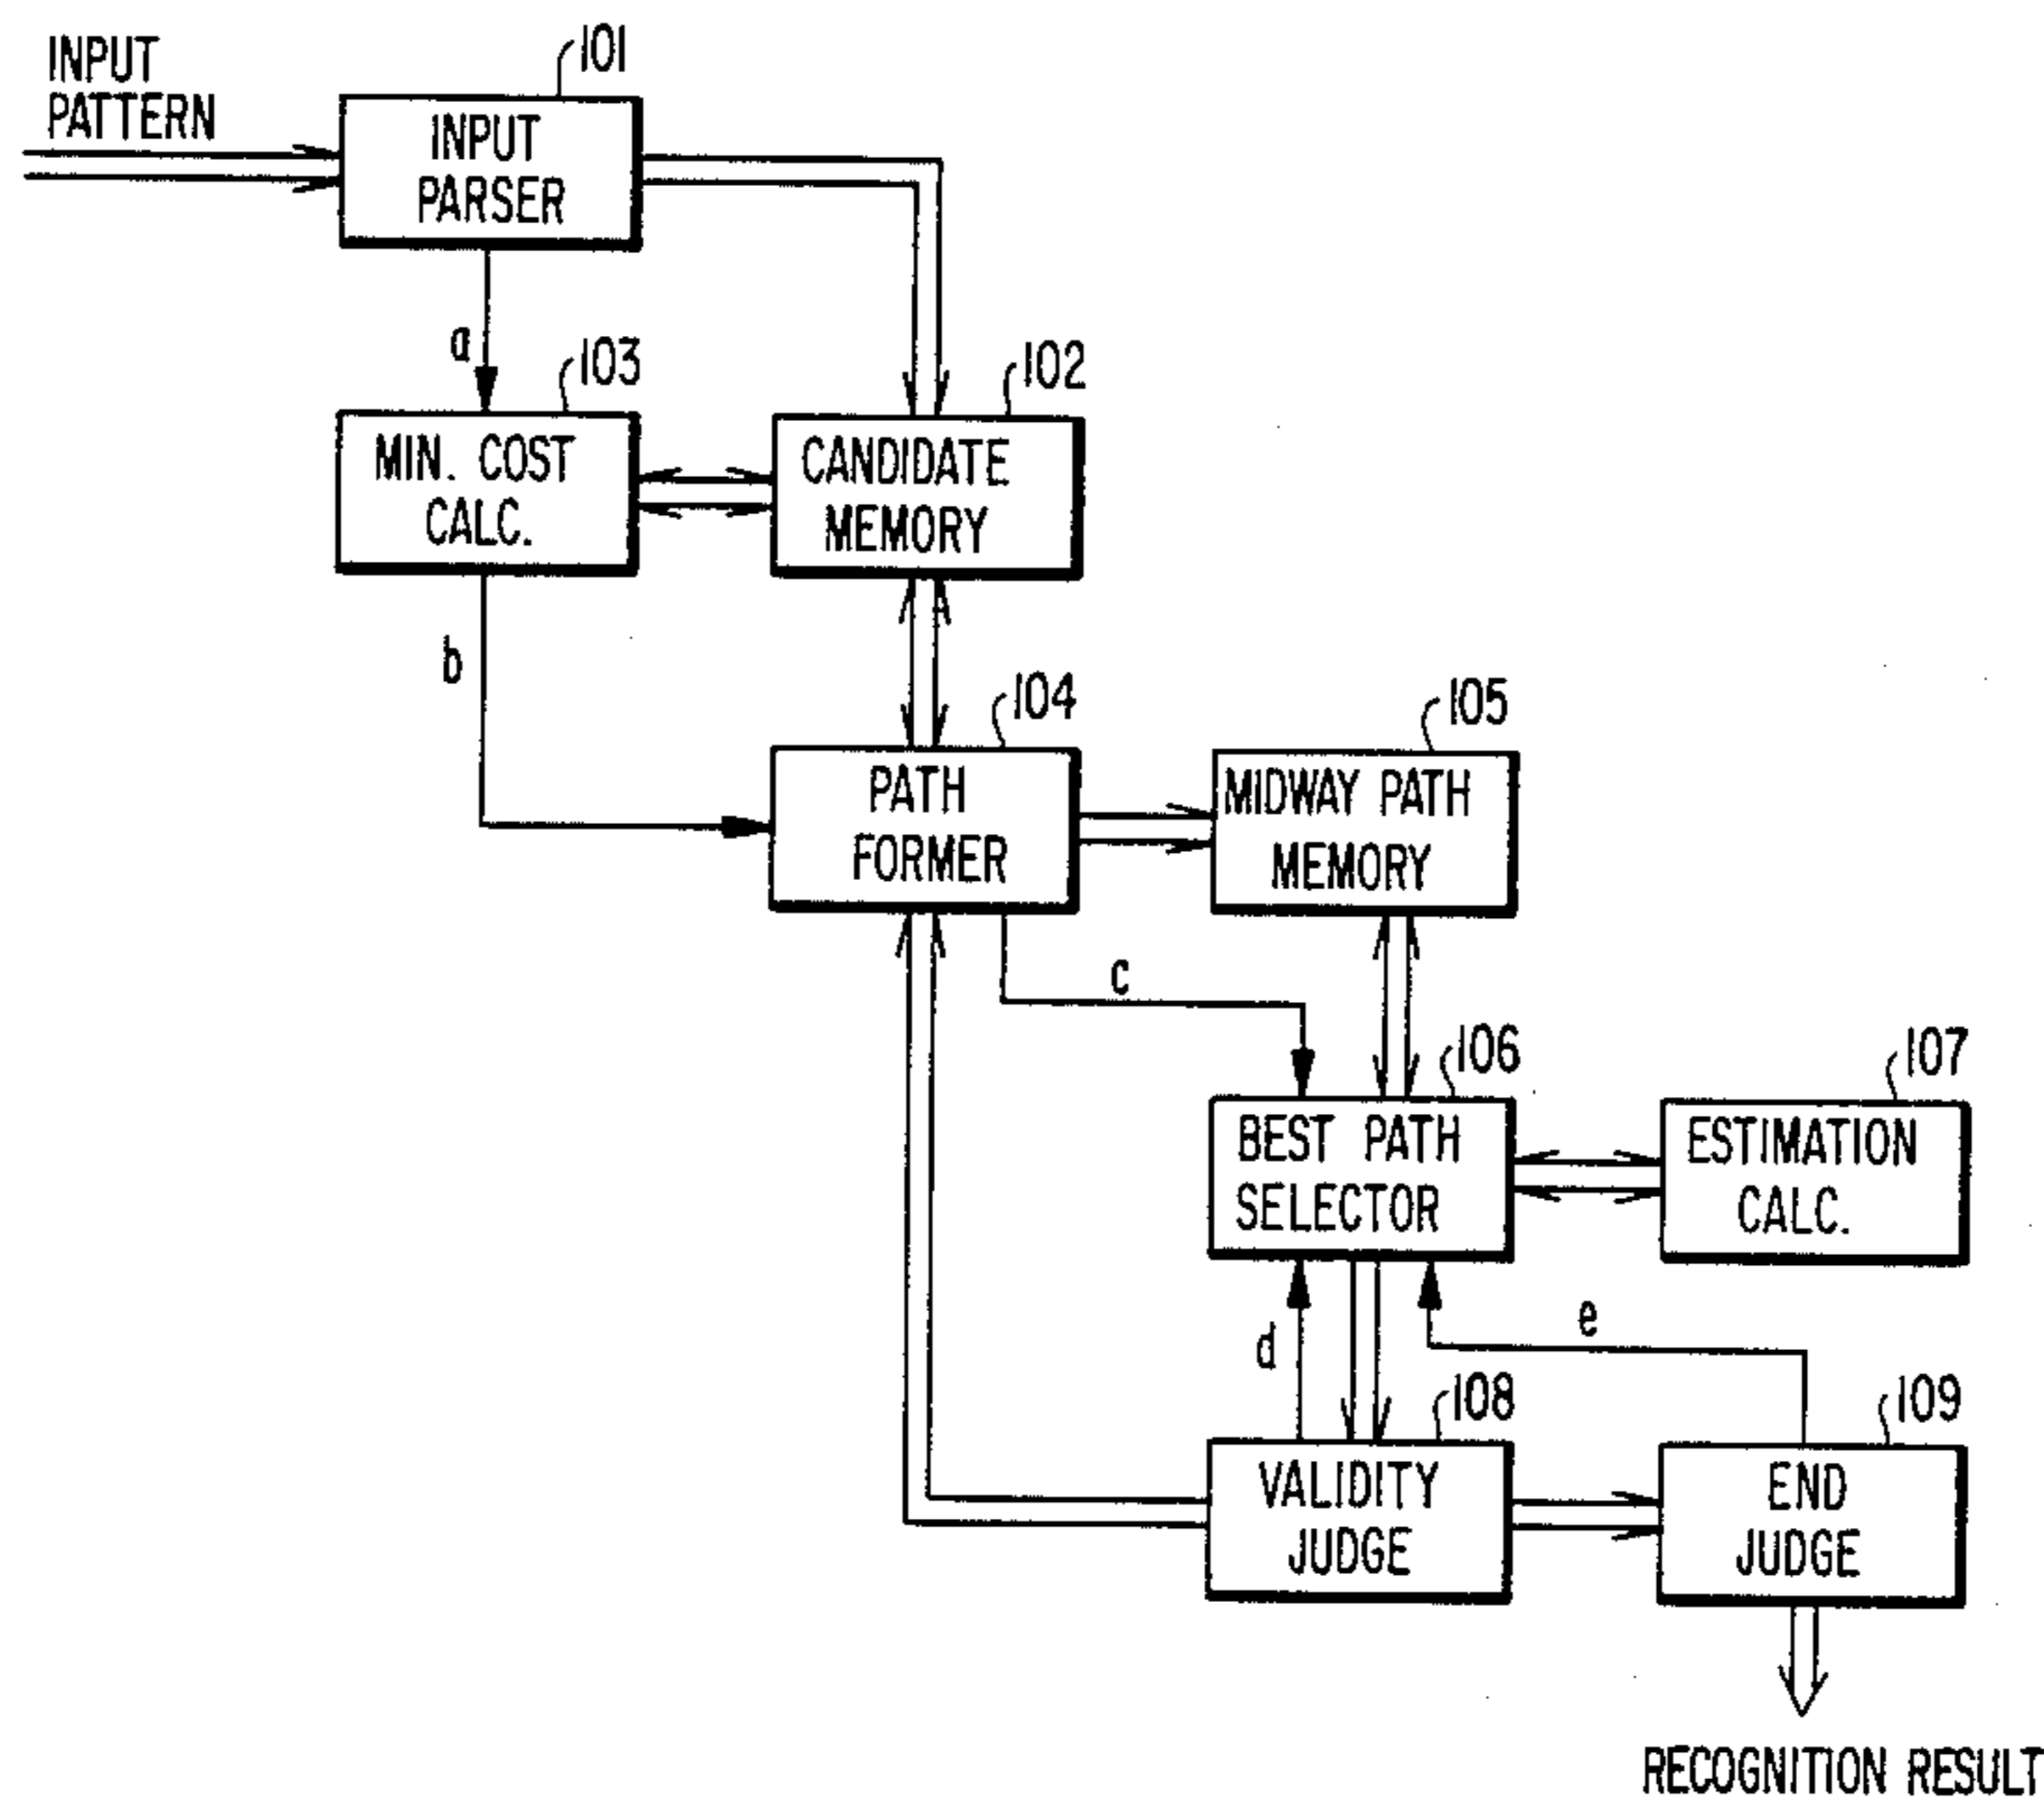 INPUT
PATTERN
101
INPUT
PARSER
a
103
102
MIN. COST
CALC.
CANDIDATE
MEMORY
b
104
105
PATH
FORMER
MIDWAY PATH
MEMORY
c
106
107
BEST PATH
SELECTOR
ESTIMATION
CALC.
d
e
108
109
VALIDITY
JUDGE
END
JUDGE
RECOGNITION RESULT